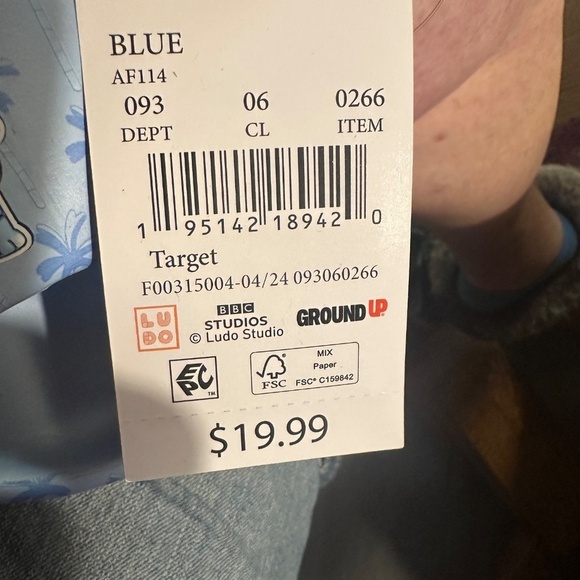 BLUE
AF114
093 06 0266
DEPT CL ITEM
1 95142 18942 0
Target
F00315004-04/24 093060266
LUDO
BBC
STUDIOS
© Ludo Studio
GROUND UP
EPC™
MIX
Paper
FSC
FSC® C159842
$19.99